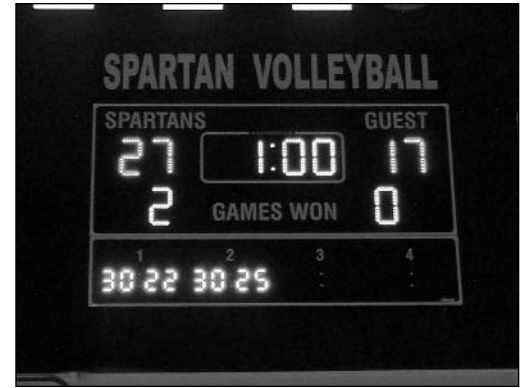 SPARTAN VOLLEYBALL
SPARTANS GUEST
27 1:00 17
2 GAMES WON 0
1 2 3 4
30 22 30 25 : :